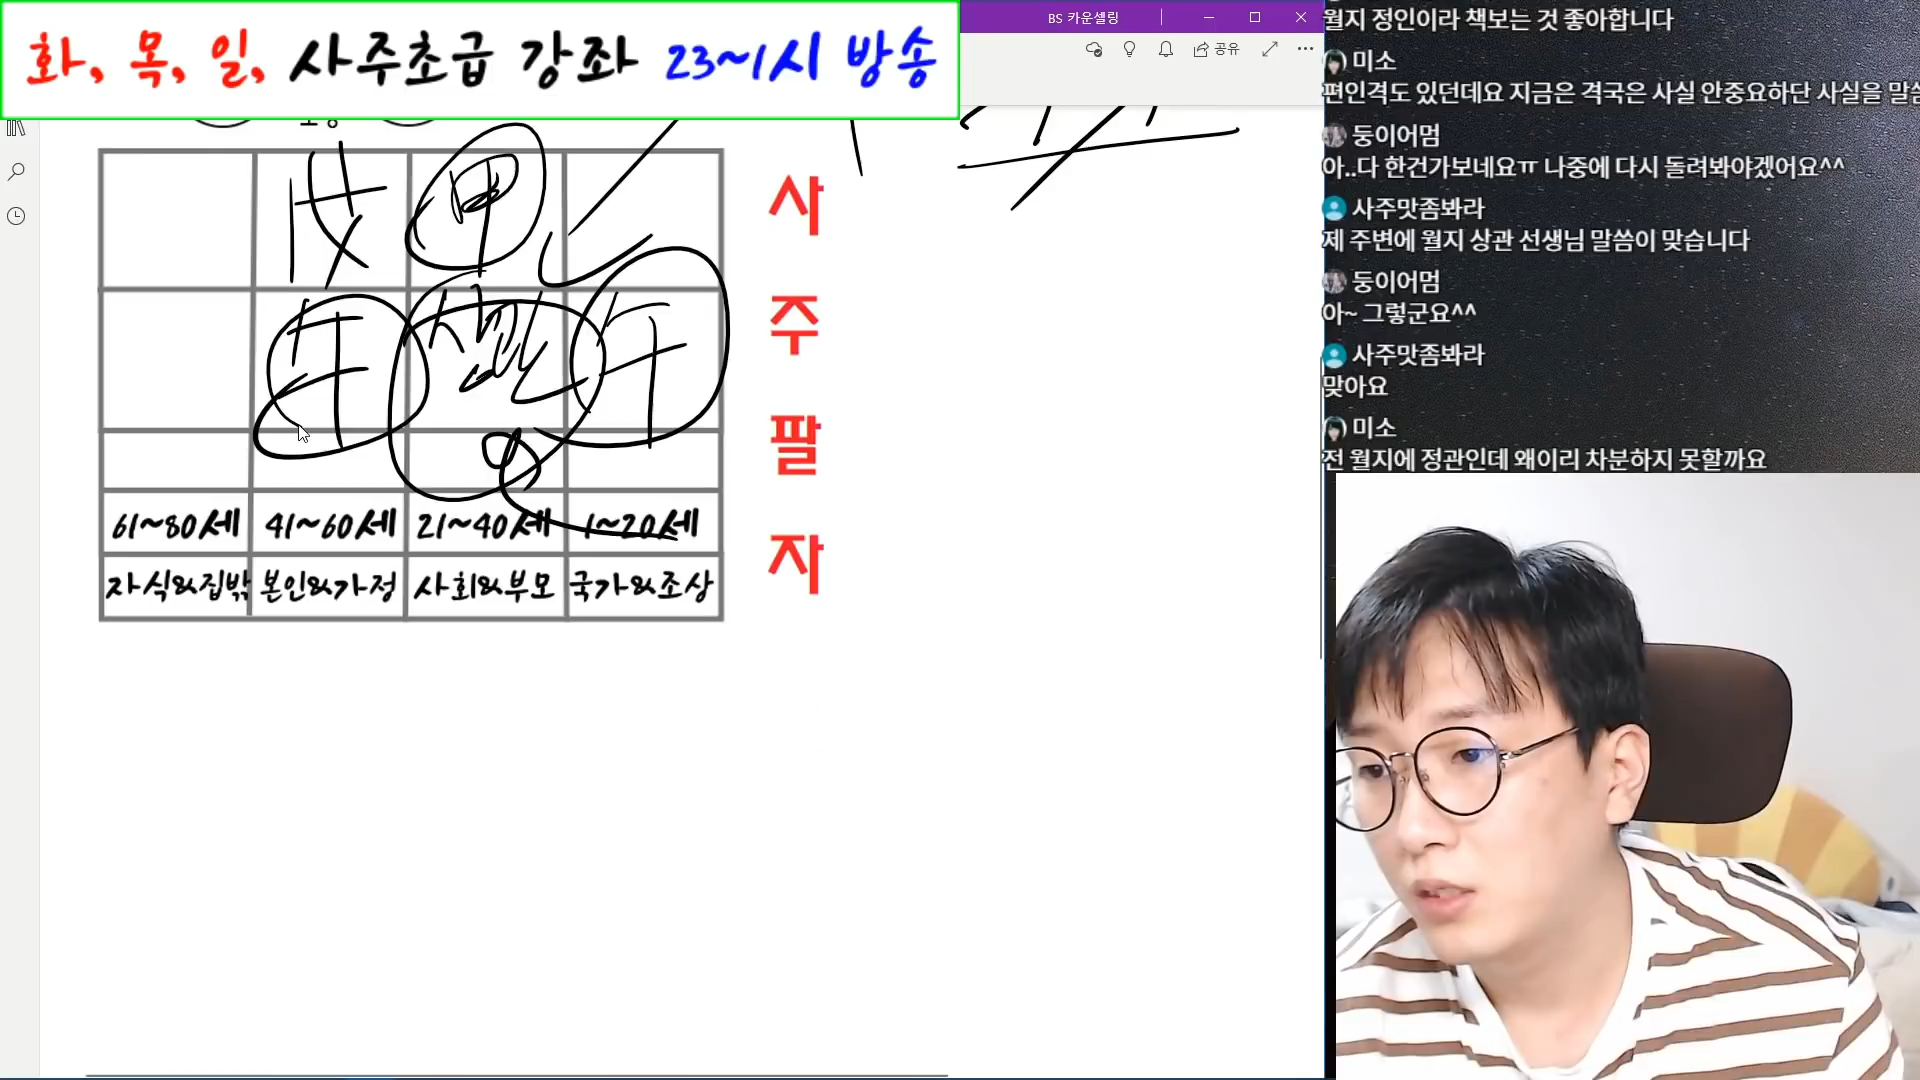 화, 목, 일, 사주초급 강좌 23~1시 방송
BS 카운셀링
공유
戊 甲
午 상관 午
61~80세 41~60세 21~40세 1~20세
자식&집밖 본인&가정 사회&부모 국가&조상
사
주
팔
자
월지 정인이라 책보는 것 좋아합니다
미소
편인격도 있던데요 지금은 격국은 사실 안중요하단 사실을 말씀
둥이어멈
아..다 한건가보네요ㅠ 나중에 다시 돌려봐야겠어요^^
사주맛좀봐라
제 주변에 월지 상관 선생님 말씀이 맞습니다
둥이어멈
아~ 그렇군요^^
사주맛좀봐라
맞아요
미소
전 월지에 정관인데 왜이리 차분하지 못할까요